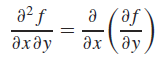 ∂²f/∂x∂y = ∂/∂x (∂f/∂y)